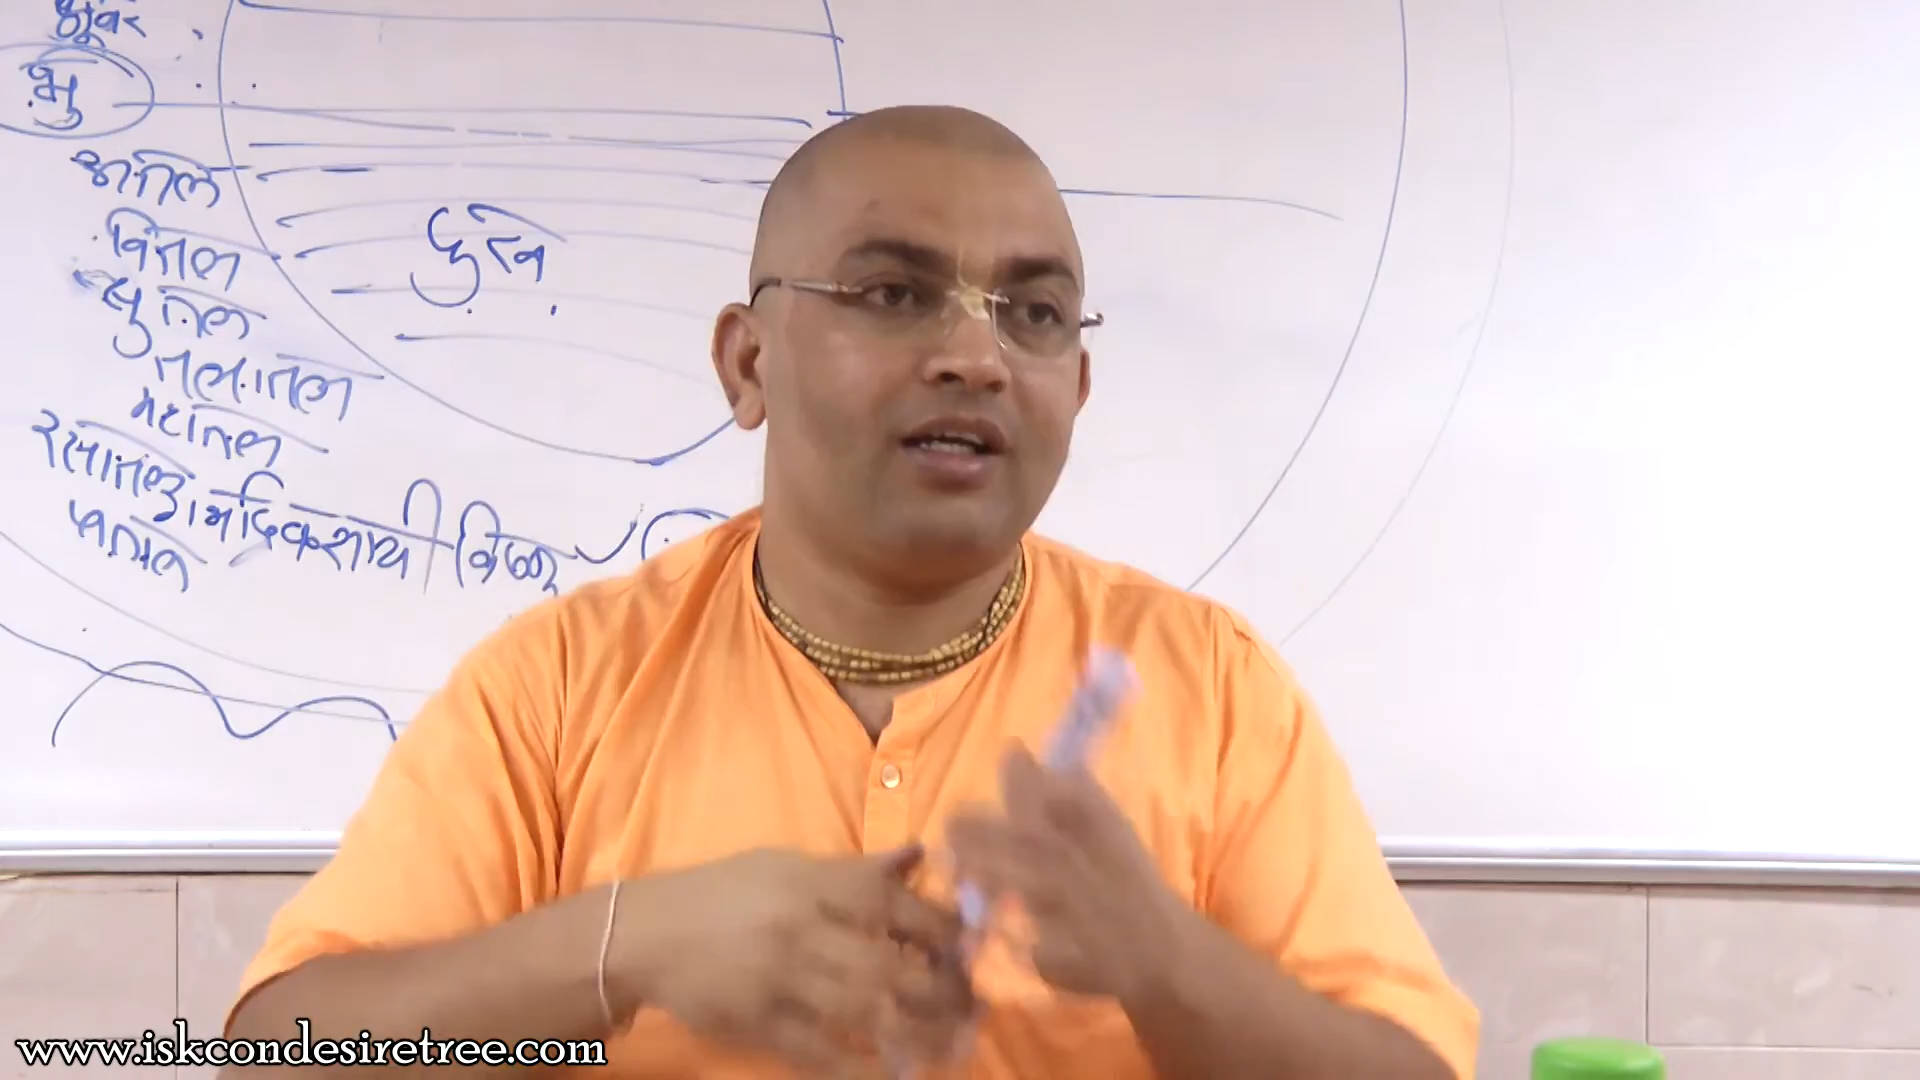 भुवर
भु
अतल
वितल
सुतल
दुःख
तलातल
महातल
रसातल
गर्भोदकशायी विष्णु
पाताल
www.iskcondesiretree.com